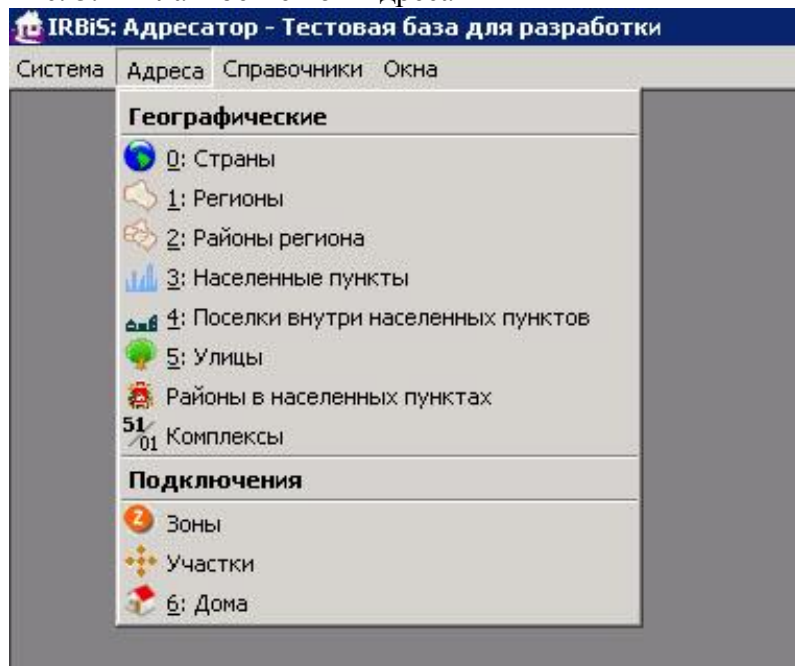 IRBiS: Адресатор - Тестовая база для разработки
Система Адреса Справочники Окна
Географические
0: Страны
1: Регионы
2: Районы региона
3: Населенные пункты
4: Поселки внутри населенных пунктов
5: Улицы
Районы в населенных пунктах
51/01 Комплексы
Подключения
Z Зоны
Участки
6: Дома